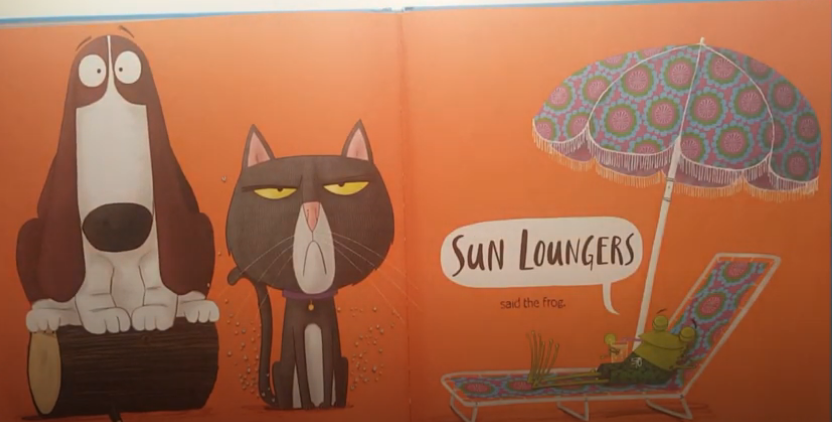 SUN LOUNGERS
said the frog.